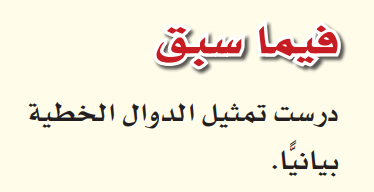 فيما سبق
درست تمثيل الدوال الخطية
بيانيًّا.